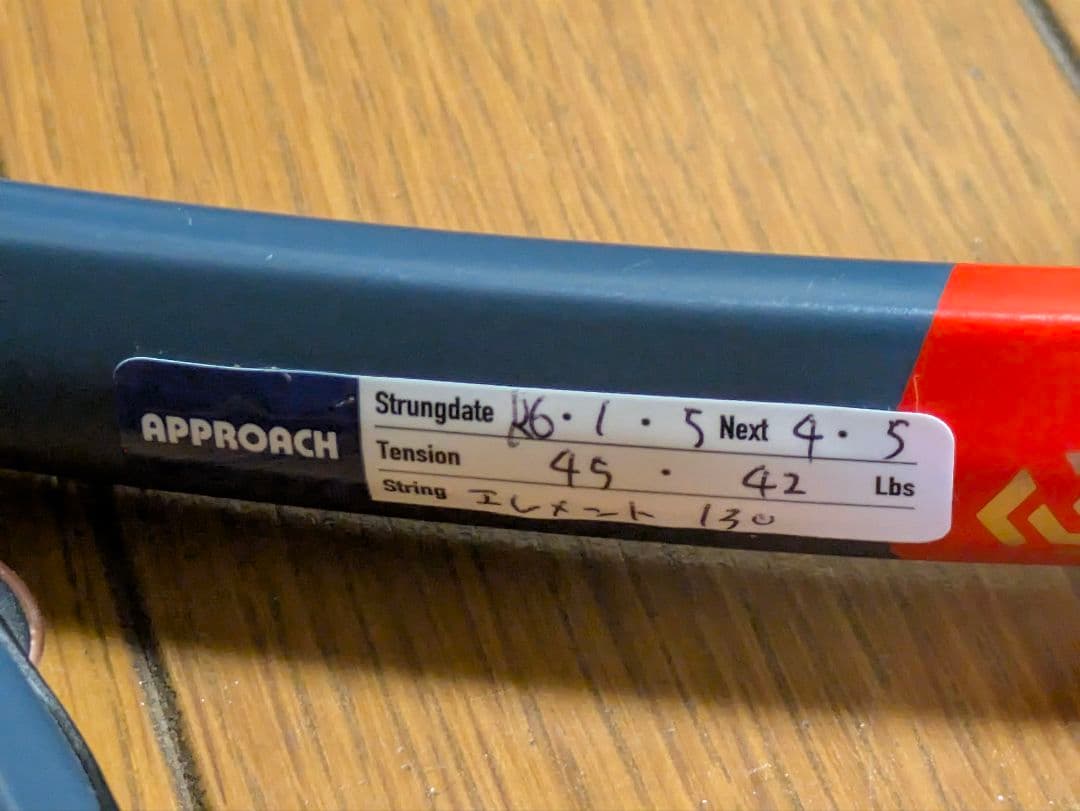 APPROACH
Strungdate R6・1・5 Next 4・5
Tension 45・42 Lbs
String エレメント 130